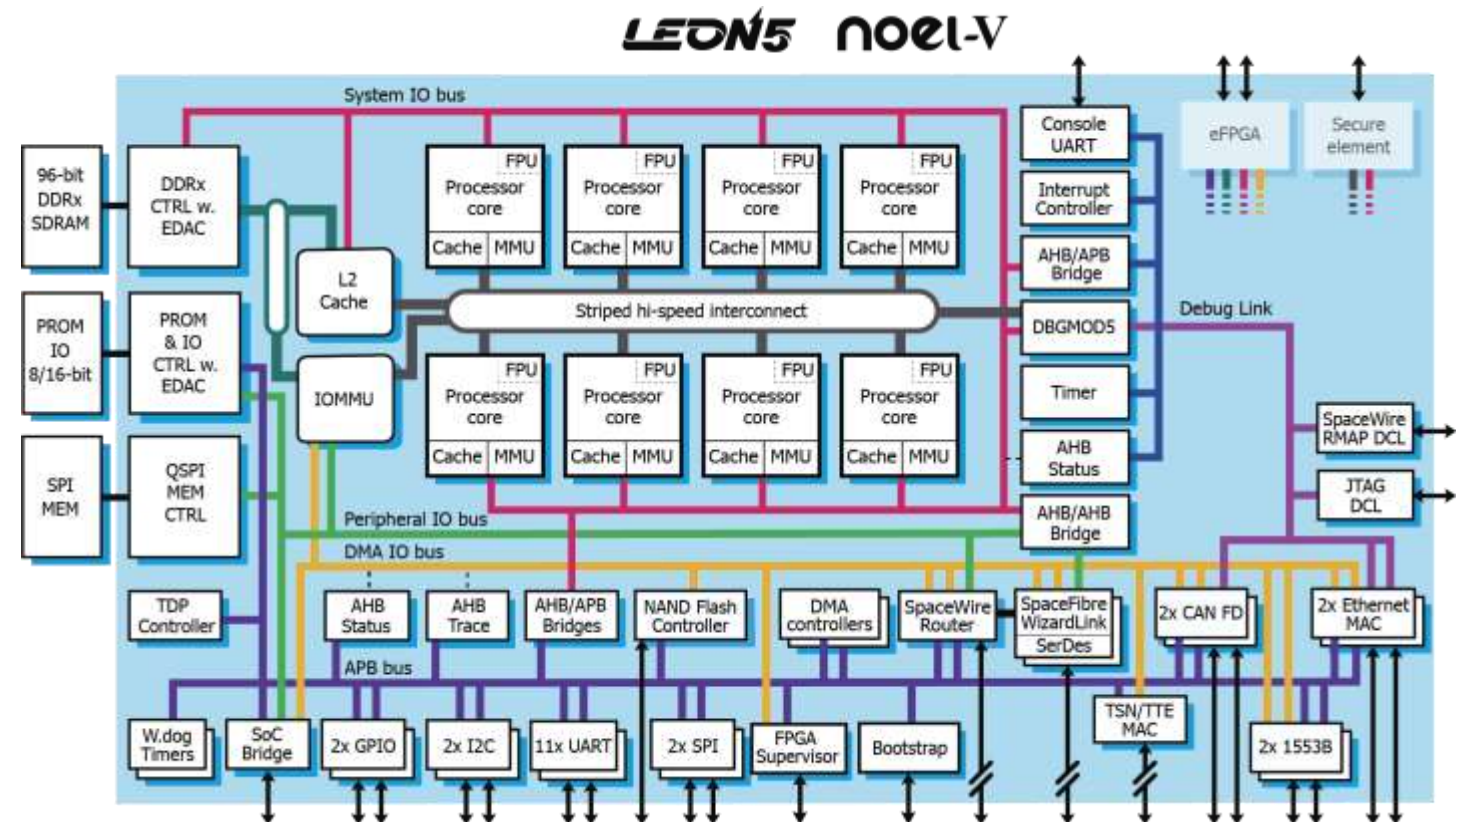 LEON5 noel-V
System IO bus
Console
UART
eFPGA
Secure
element
96-bit
DDRx
SDRAM
DDRx
CTRL w.
EDAC
FPU
Processor
core
Cache MMU
FPU
Processor
core
Cache MMU
FPU
Processor
core
Cache MMU
FPU
Processor
core
Cache MMU
Interrupt
Controller
AHB/APB
Bridge
L2
Cache
Striped hi-speed interconnect
DBGMOD5
Debug Link
PROM
IO
8/16-bit
PROM
& IO
CTRL w.
EDAC
IOMMU
FPU
Processor
core
Cache MMU
FPU
Processor
core
Cache MMU
FPU
Processor
core
Cache MMU
FPU
Processor
core
Cache MMU
Timer
AHB
Status
SpaceWire
RMAP DCL
JTAG
DCL
SPI
MEM
QSPI
MEM
CTRL
AHB/AHB
Bridge
Peripheral IO bus
DMA IO bus
TDP
Controller
AHB
Status
AHB
Trace
AHB/APB
Bridges
NAND Flash
Controller
DMA
controllers
SpaceWire
Router
SpaceFibre
WizardLink
SerDes
2x CAN FD
2x Ethernet
MAC
APB bus
W.dog
Timers
SoC
Bridge
2x GPIO
2x I2C
11x UART
2x SPI
FPGA
Supervisor
Bootstrap
TSN/TTE
MAC
2x 1553B